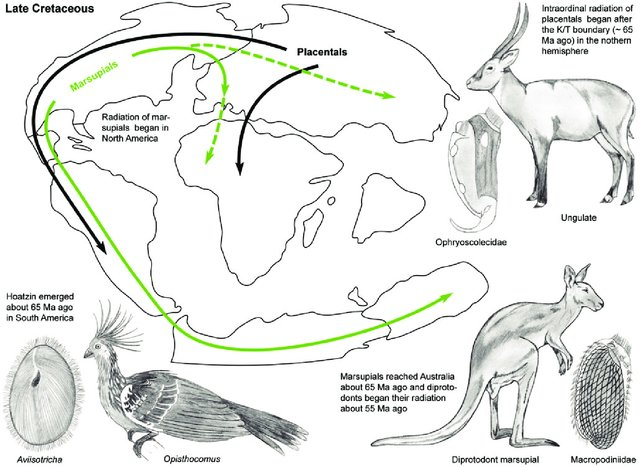 Late Cretaceous
Intraordinal radiation of
placentals began after
the K/T boundary (~ 65
Ma ago) in the nothern
hemisphere
Placentals
Marsupials
Radiation of mar-
supials began in
North America
Ungulate
Ophryoscolecidae
Hoatzin emerged
about 65 Ma ago
in South America
Marsupials reached Australia
about 65 Ma ago and diproto-
donts began their radiation
about 55 Ma ago
Aviisotricha
Opisthocomus
Diprotodont marsupial
Macropodiniidae